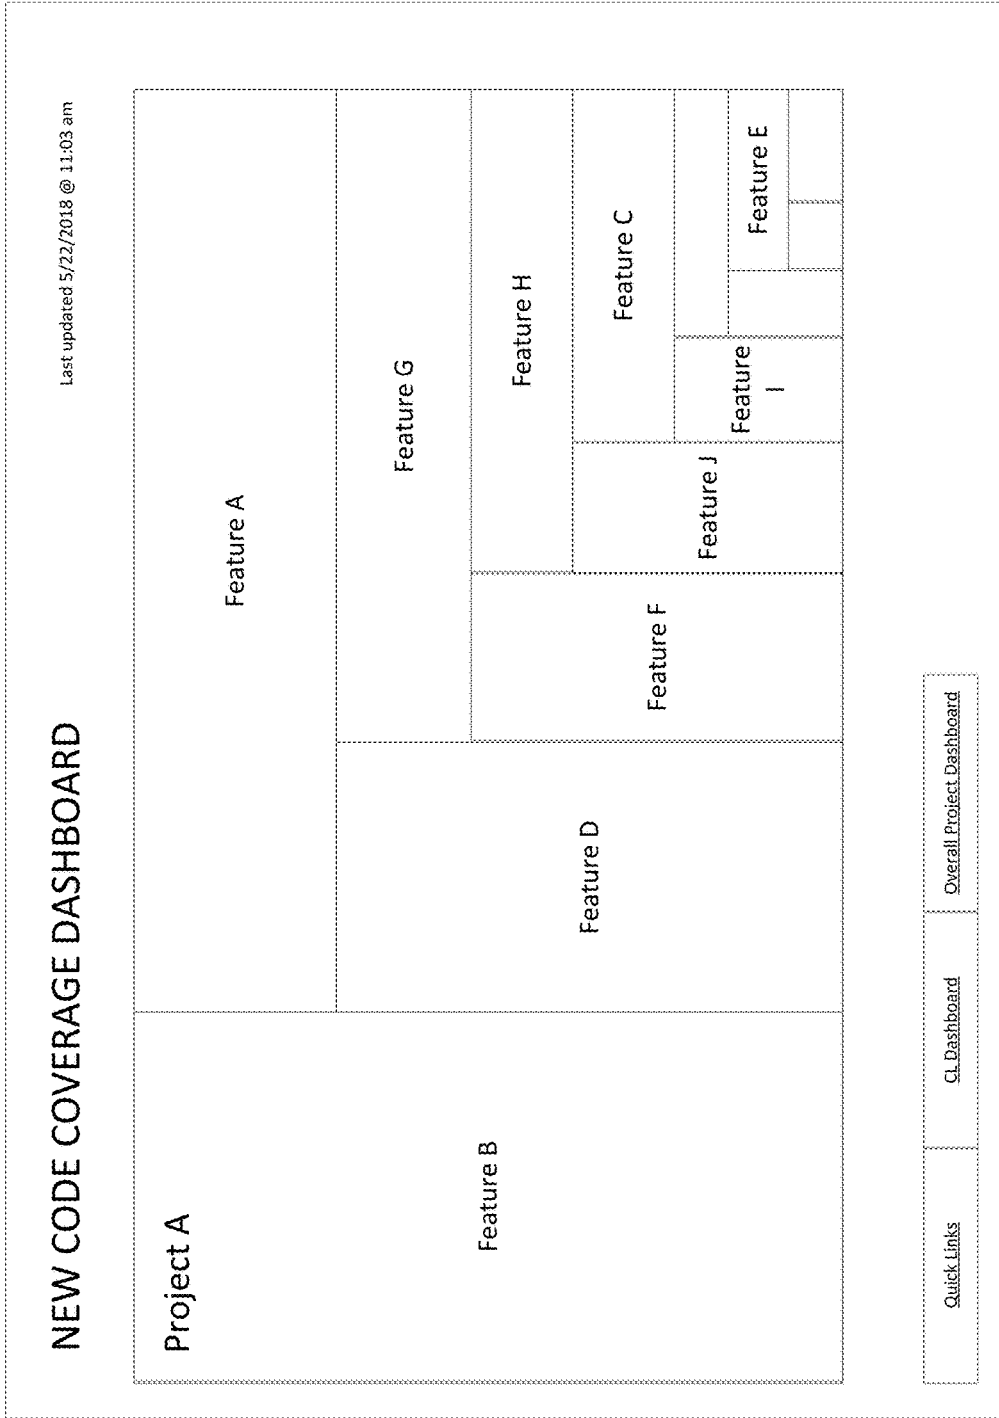 NEW CODE COVERAGE DASHBOARD
Last updated 5/22/2018 @ 11:03 am
Project A
Feature A
Feature G
Feature B
Feature H
Feature D
Feature C
Feature F
Feature J
Feature
I
Feature E
Quick Links
CL Dashboard
Overall Project Dashboard